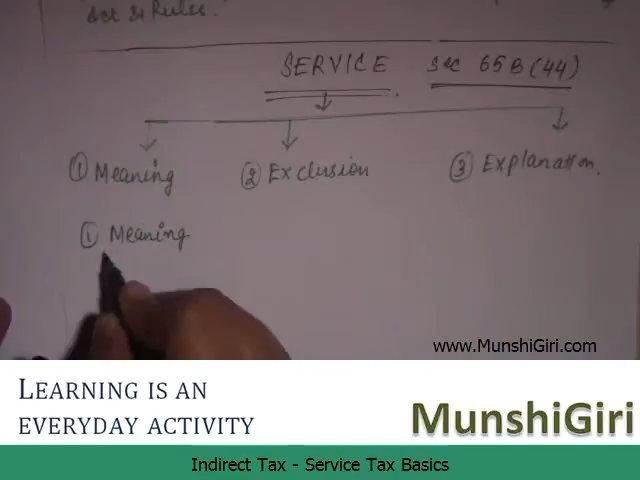 Act & Rules.
SERVICE sec 65B(44)
① Meaning ② Exclusion ③ Explanation.
① Meaning
www.MunshiGiri.com
LEARNING IS AN
EVERYDAY ACTIVITY
MunshiGiri
Indirect Tax - Service Tax Basics